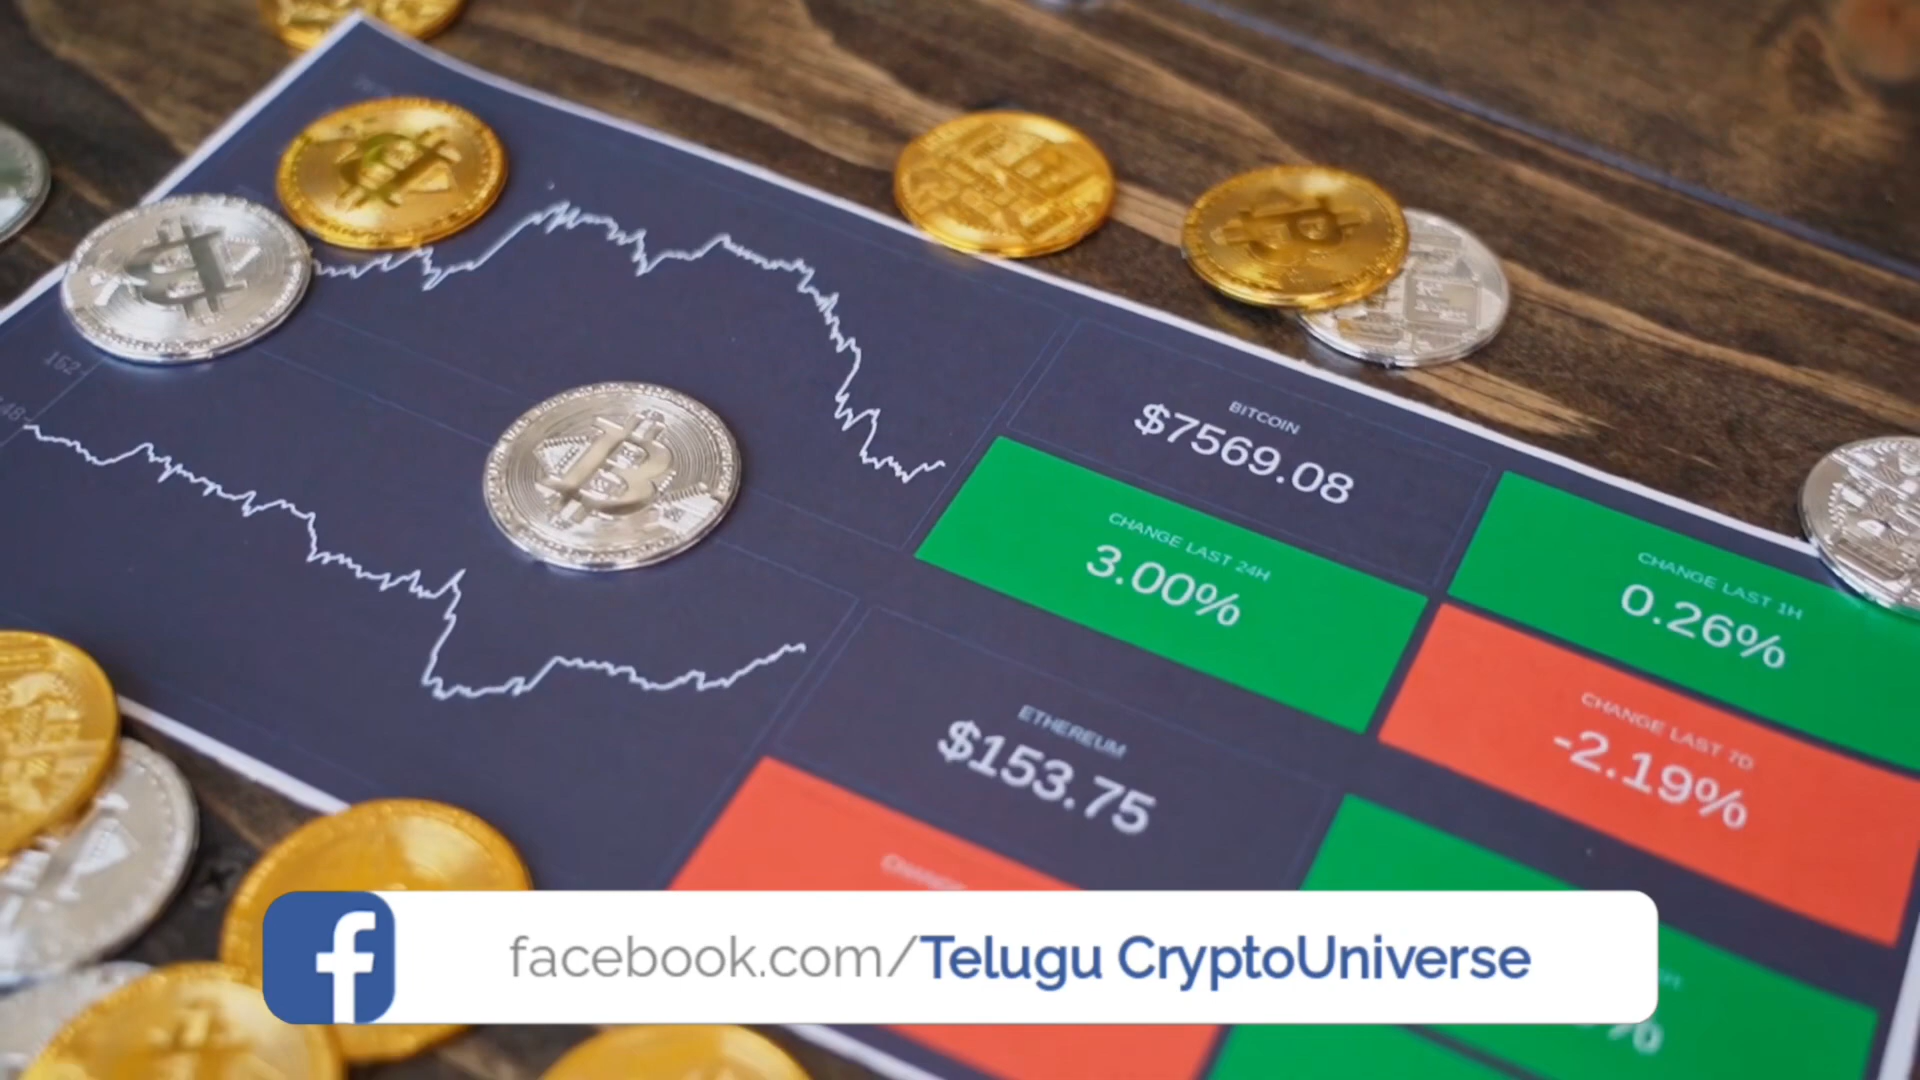 152
BITCOIN
$7569.08
CHANGE LAST 24H
3.00%
CHANGE LAST 1H
0.26%
CHANGE LAST 7D
-2.19%
ETHEREUM
$153.75
facebook.com/Telugu CryptoUniverse